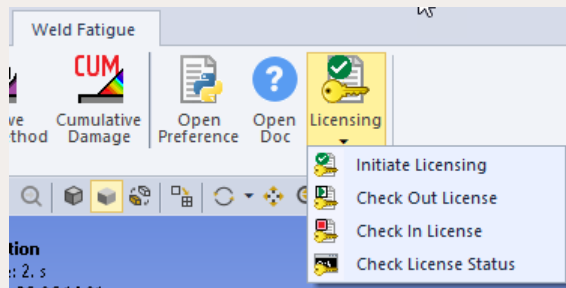 Weld Fatigue
CUM
Cumulative
Damage
Open
Preference
Open
Doc
Licensing
Initiate Licensing
Check Out License
Check In License
Check License Status
: 2. s